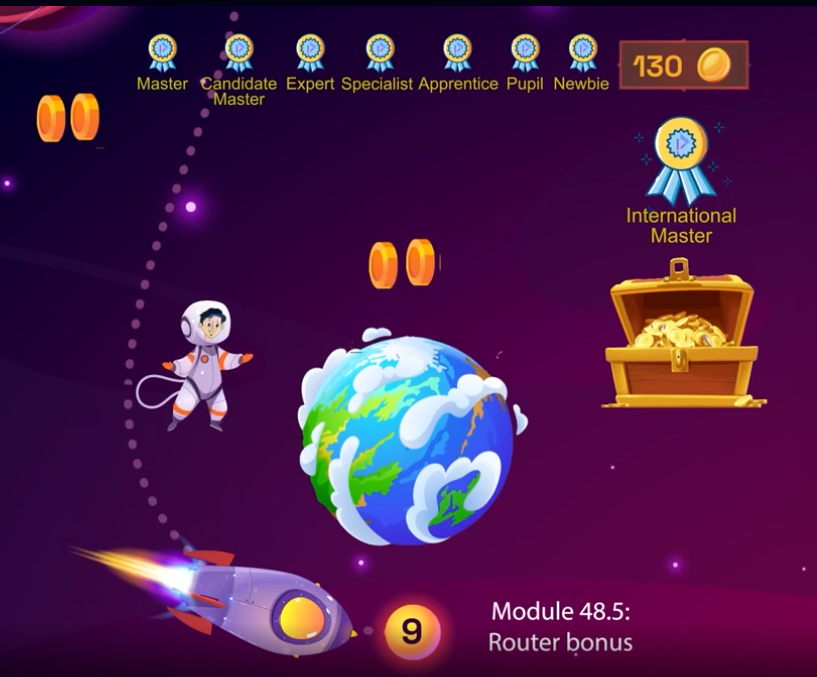 Master
Candidate
Master
Expert
Specialist
Apprentice
Pupil
Newbie
130
International
Master
9
Module 48.5:
Router bonus